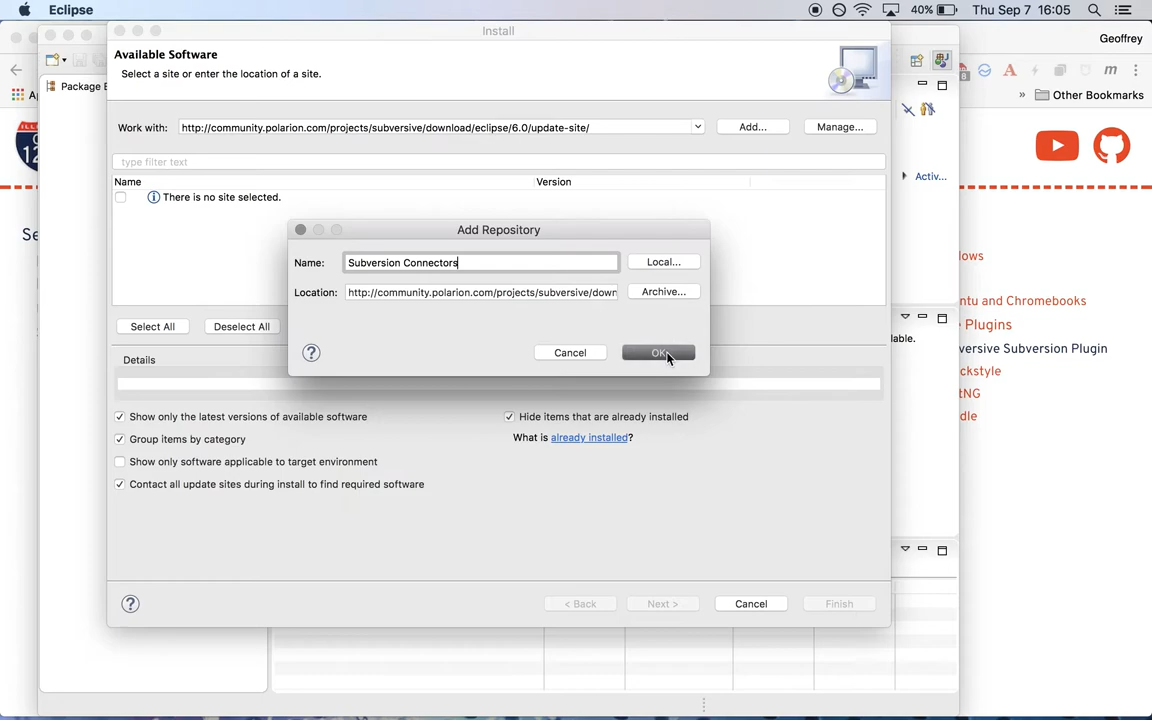 Eclipse
40%
Thu Sep 7 16:05
Install
Geoffrey
Available Software
Select a site or enter the location of a site.
Package E
Other Bookmarks
Work with:
http://community.polarion.com/projects/subversive/download/eclipse/6.0/update-site/
Add...
Manage...
type filter text
Name
Version
There is no site selected.
Activ...
Add Repository
Name:
Subversion Connectors
Local...
Location:
http://community.polarion.com/projects/subversive/down
Archive...
Select All
Deselect All
Cancel
OK
Details
lows
ntu and Chromebooks
Plugins
lable.
versive Subversion Plugin
ckstyle
Show only the latest versions of available software
Hide items that are already installed
Group items by category
What is already installed?
Show only software applicable to target environment
Contact all update sites during install to find required software
< Back
Next >
Cancel
Finish